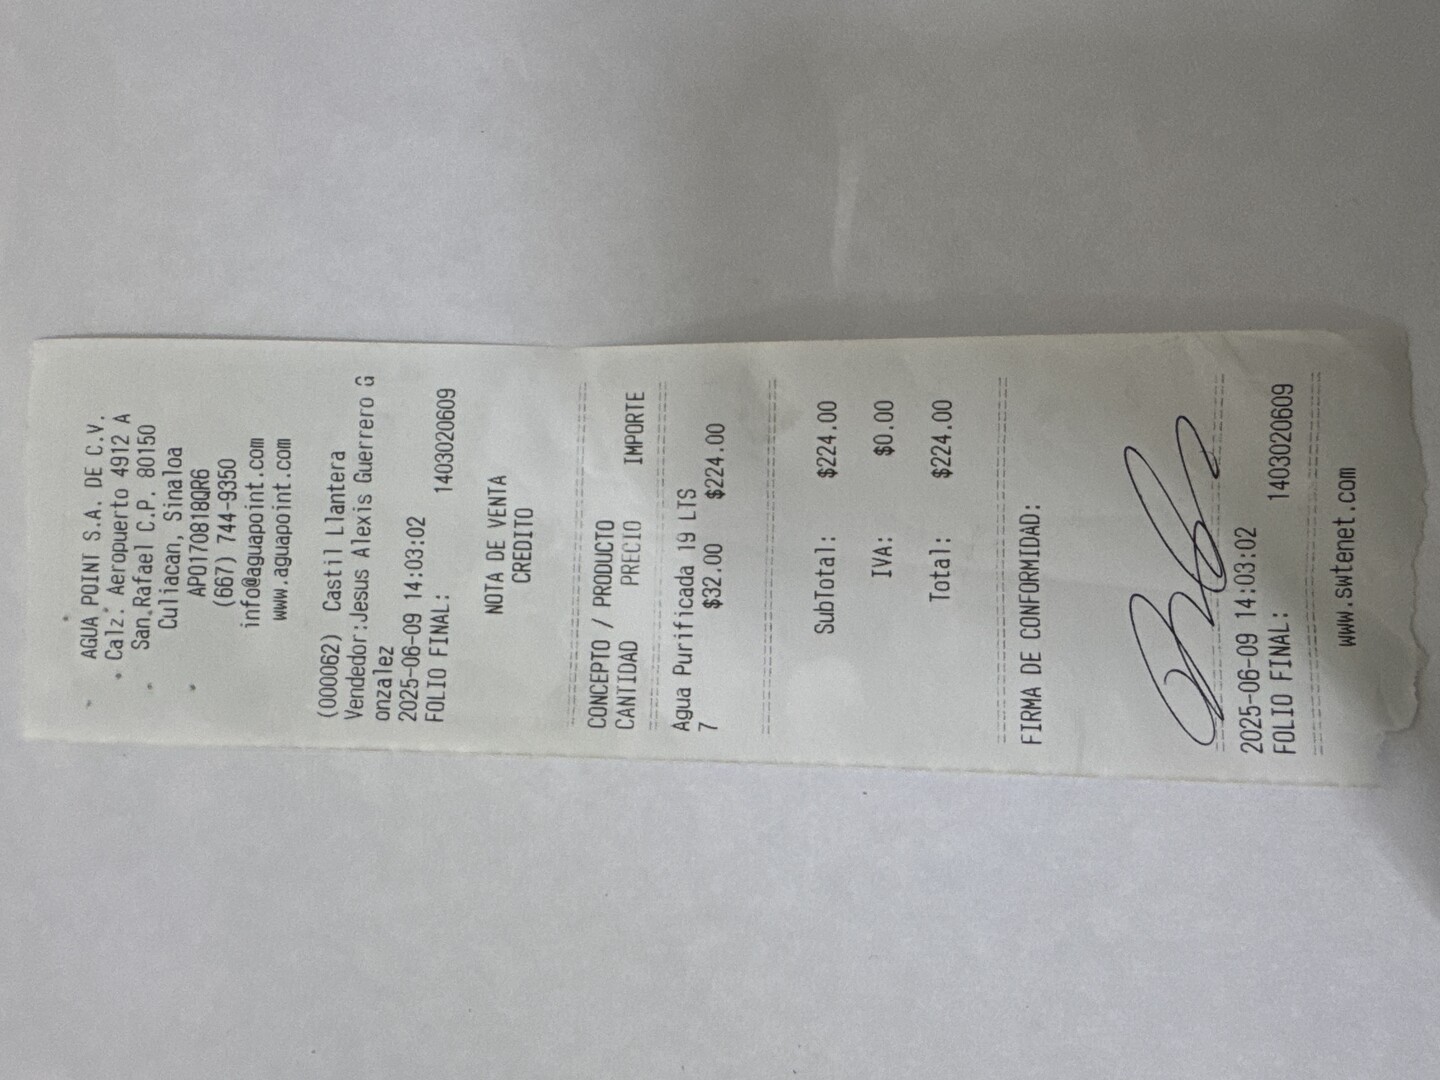 AGUA POINT S.A. DE C.V.
Calz. Aeropuerto 4912 A
San Rafael C.P. 80150
Culiacan, Sinaloa
APO170818QR6
(667) 744-9350
info@aguapoint.com
www.aguapoint.com
(000062) Castil Llantera
Vendedor:Jesus Alexis Guerrero G
onzalez
2025-06-09 14:03:02
FOLIO FINAL: 1403020609
NOTA DE VENTA
CREDITO
CONCEPTO / PRODUCTO
CANTIDAD PRECIO IMPORTE
Agua Purificada 19 LTS
7 $32.00 $224.00
SubTotal: $224.00
IVA: $0.00
Total: $224.00
FIRMA DE CONFORMIDAD:
2025-06-09 14:03:02
FOLIO FINAL: 1403020609
www.swtenet.com